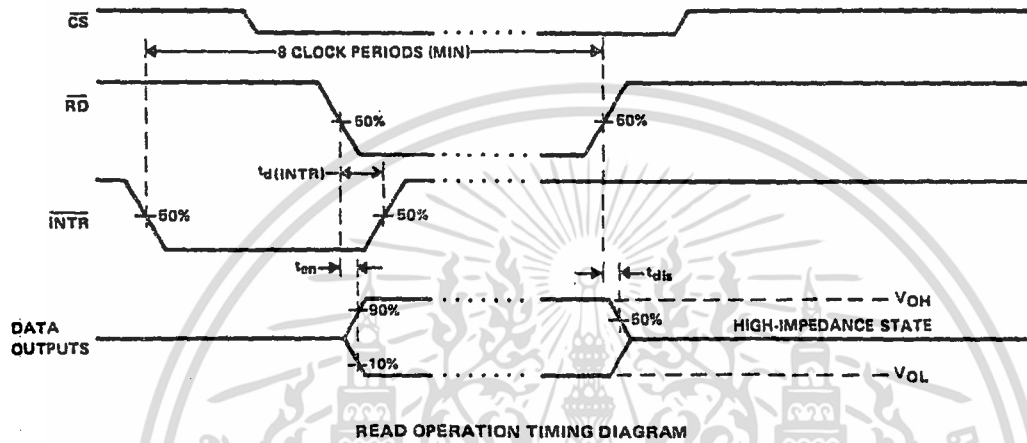 CS
8 CLOCK PERIODS (MIN)
RD
50%
50%
td(INTR)
INTR
50%
50%
ten
tdis
VOH
90%
50%
HIGH-IMPEDANCE STATE
DATA
OUTPUTS
10%
VOL
READ OPERATION TIMING DIAGRAM